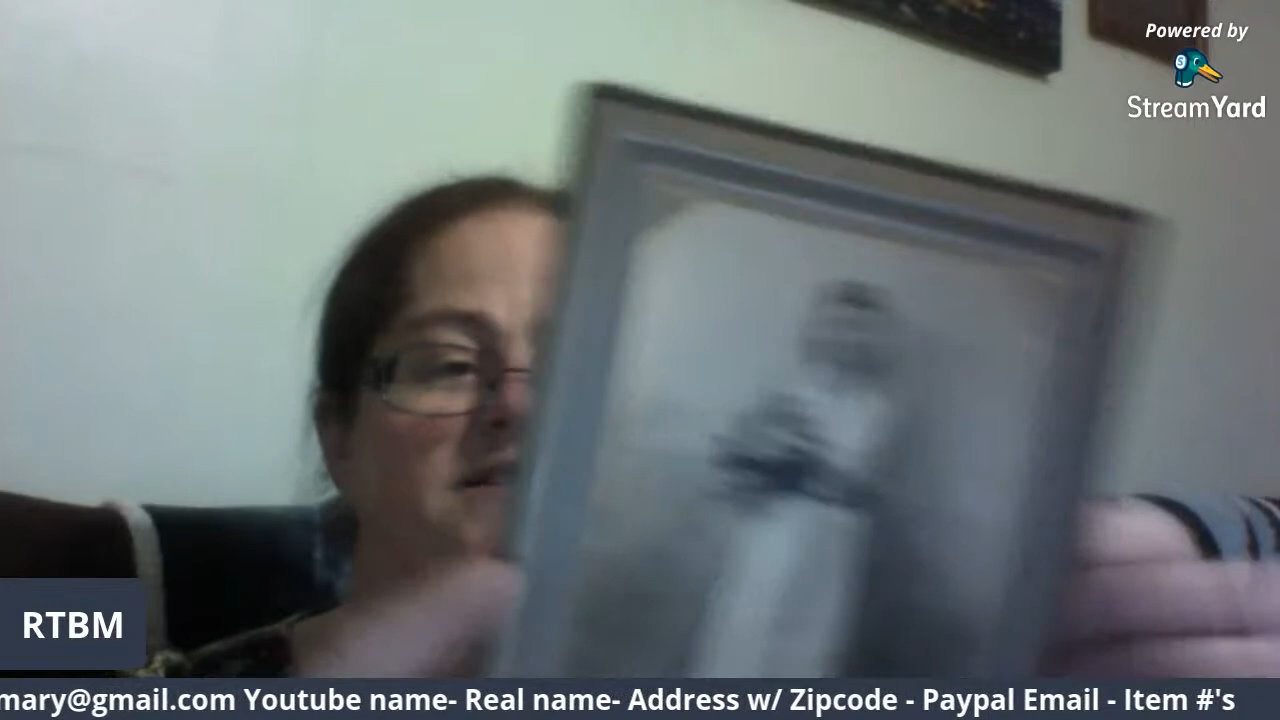 Powered by
StreamYard
RTBM
mary@gmail.com Youtube name- Real name- Address w/ Zipcode - Paypal Email - Item #'s